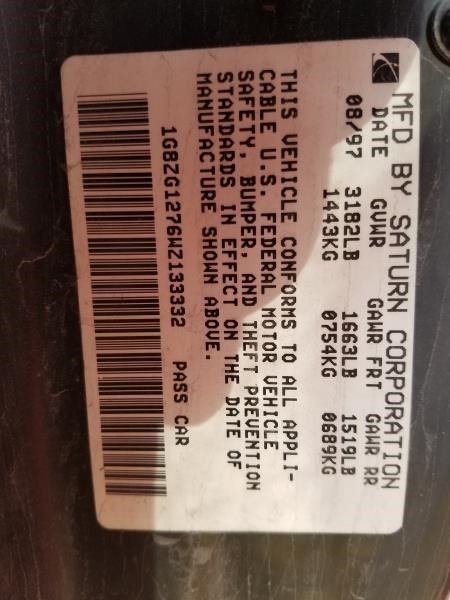 MFD BY SATURN CORPORATION
DATE GVWR GAWR FRT GAWR RR
08/97 3182LB 1663LB 1519LB
1443KG 0754KG 0689KG
THIS VEHICLE CONFORMS TO ALL APPLI-
CABLE U.S. FEDERAL MOTOR VEHICLE
SAFETY, BUMPER, AND THEFT PREVENTION
STANDARDS IN EFFECT ON THE DATE OF
MANUFACTURE SHOWN ABOVE.
1G8ZG1276WZ133332 PASS CAR